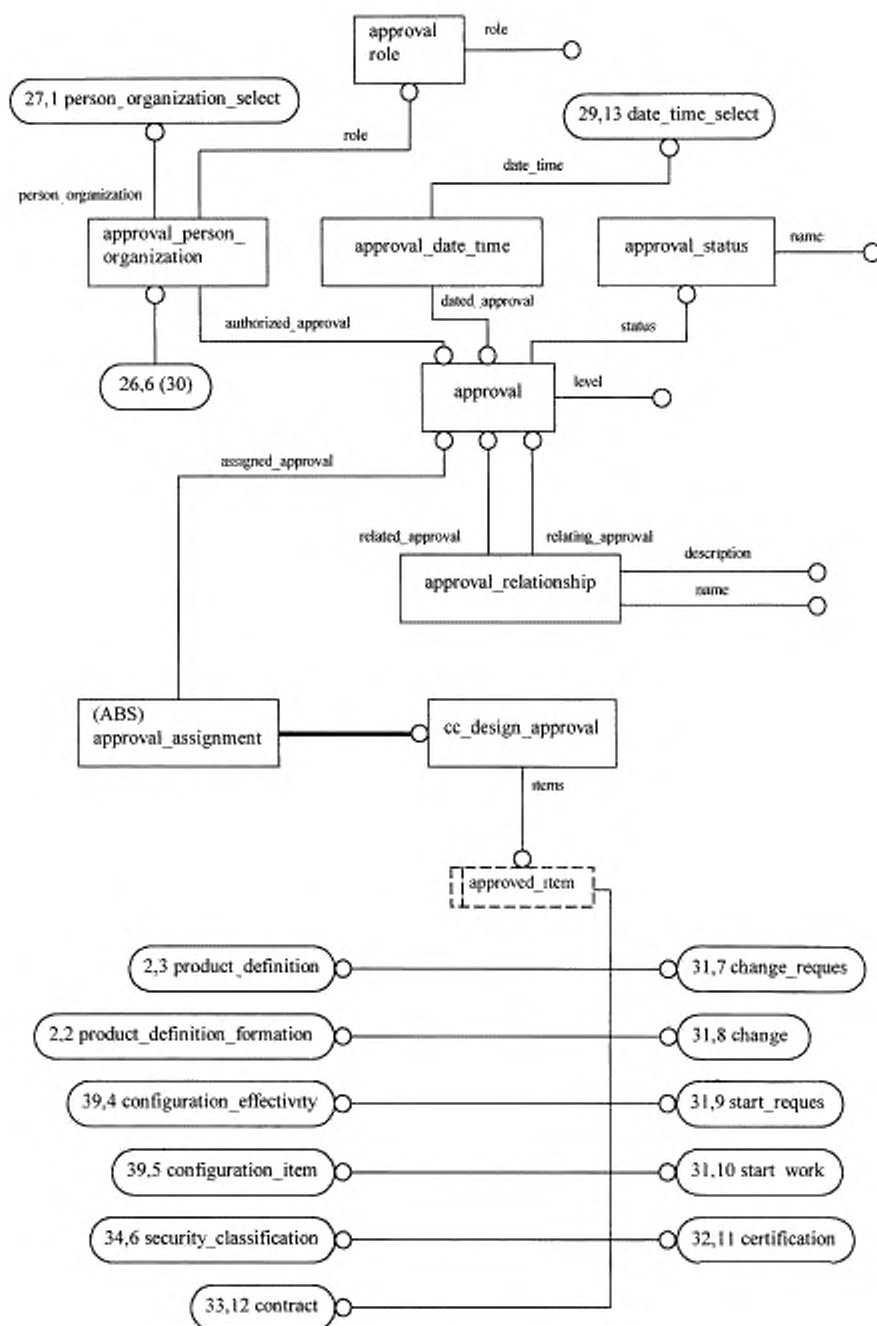 approval
role
role
27,1 person_organization_select
29,13 date_time_select
role
date_time
person_organization
approval_person_
organization
approval_date_time
approval_status
name
dated_approval
authorized_approval
status
26,6 (30)
approval
level
assigned_approval
related_approval
relating_approval
description
approval_relationship
name
(ABS)
approval_assignment
cc_design_approval
items
approved_item
2,3 product_definition
31,7 change_reques
2,2 product_definition_formation
31,8 change
39,4 configuration_effectivity
31,9 start_reques
39,5 configuration_item
31,10 start work
34,6 security_classification
32,11 certification
33,12 contract